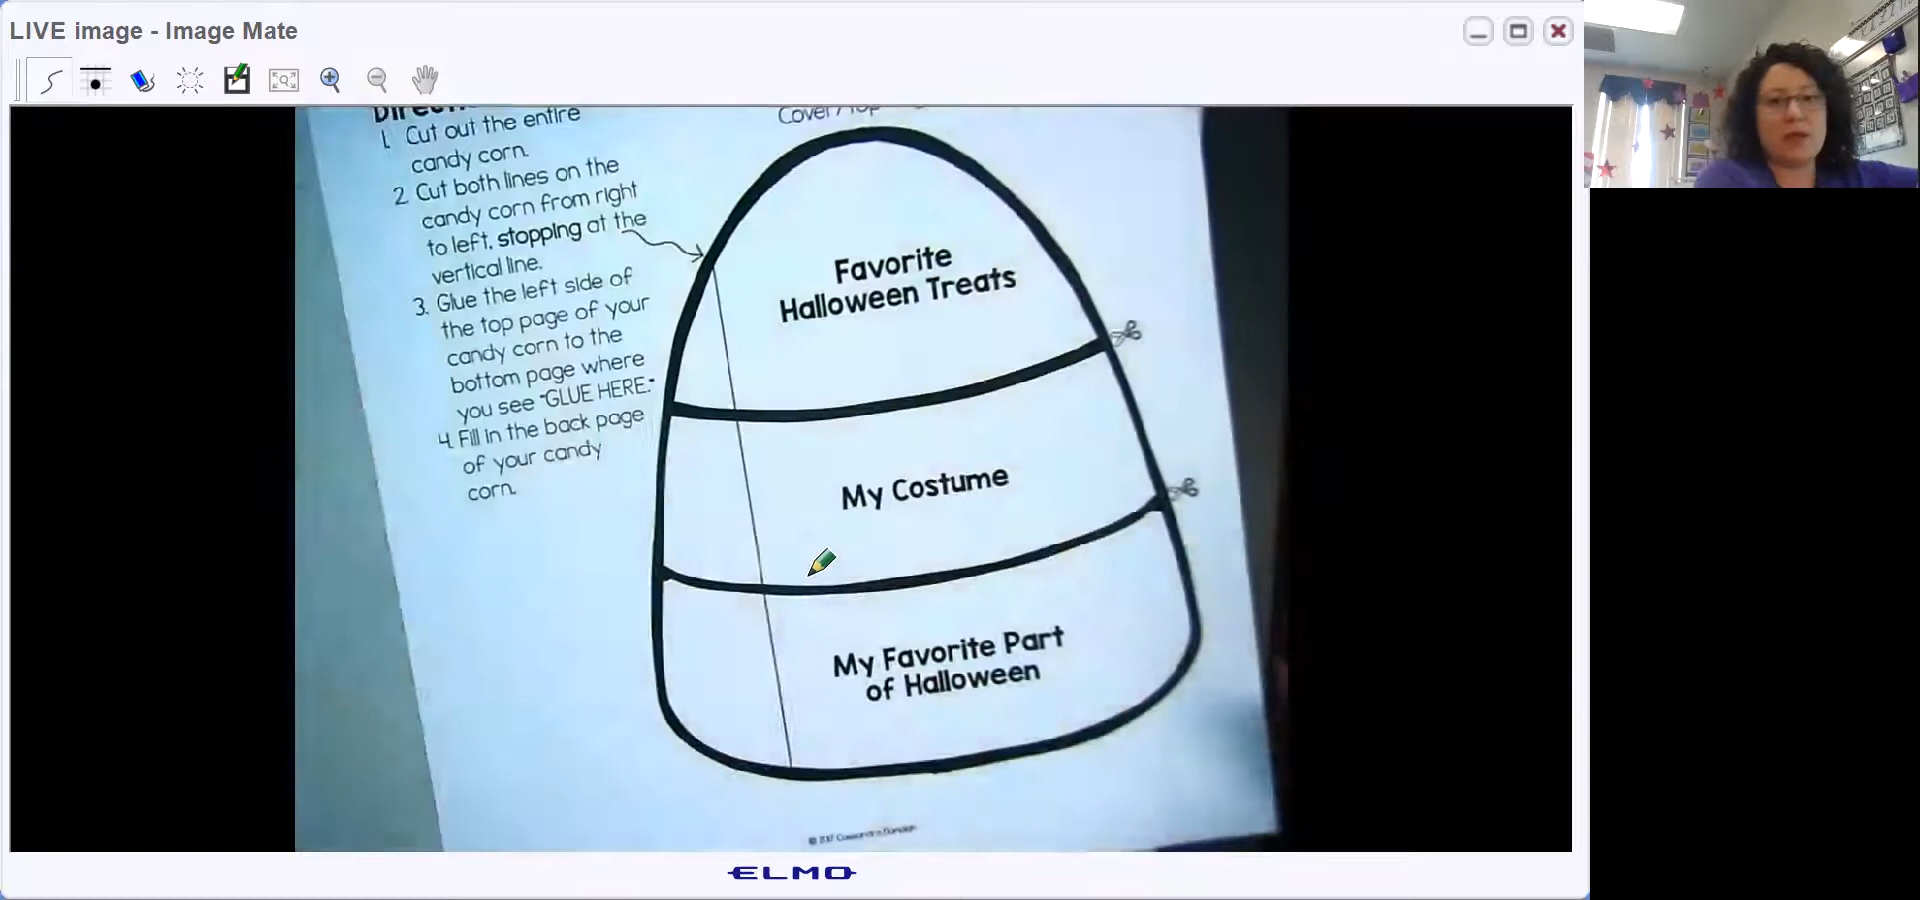 LIVE image - Image Mate
1. Cut out the entire
candy corn.
2. Cut both lines on the
candy corn from right
to left, stopping at the
vertical line.
3. Glue the left side of
the top page of your
candy corn to the
bottom page where
you see "GLUE HERE."
4. Fill in the back page
of your candy
corn.
Cover / Top
Favorite
Halloween Treats
My Costume
My Favorite Part
of Halloween
ELMO